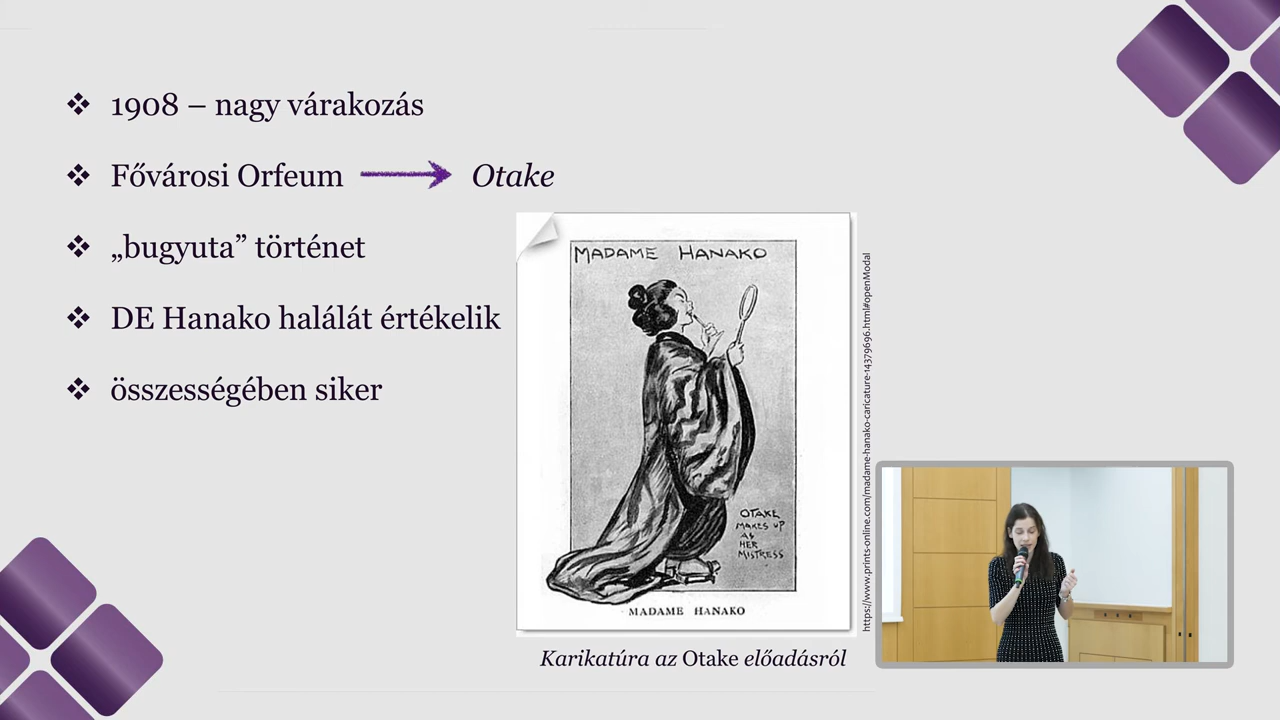 1908 – nagy várakozás
Fővárosi Orfeum Otake
„bugyuta” történet
DE Hanako halálát értékelik
összességében siker
MADAME HANAKO
OTAKE
MAKES UP
AS
HER
MISTRESS
MADAME HANAKO
Karikatúra az Otake előadásról
https://www.prints-online.com/madame-hanako-caricature-14379696.html#openModal